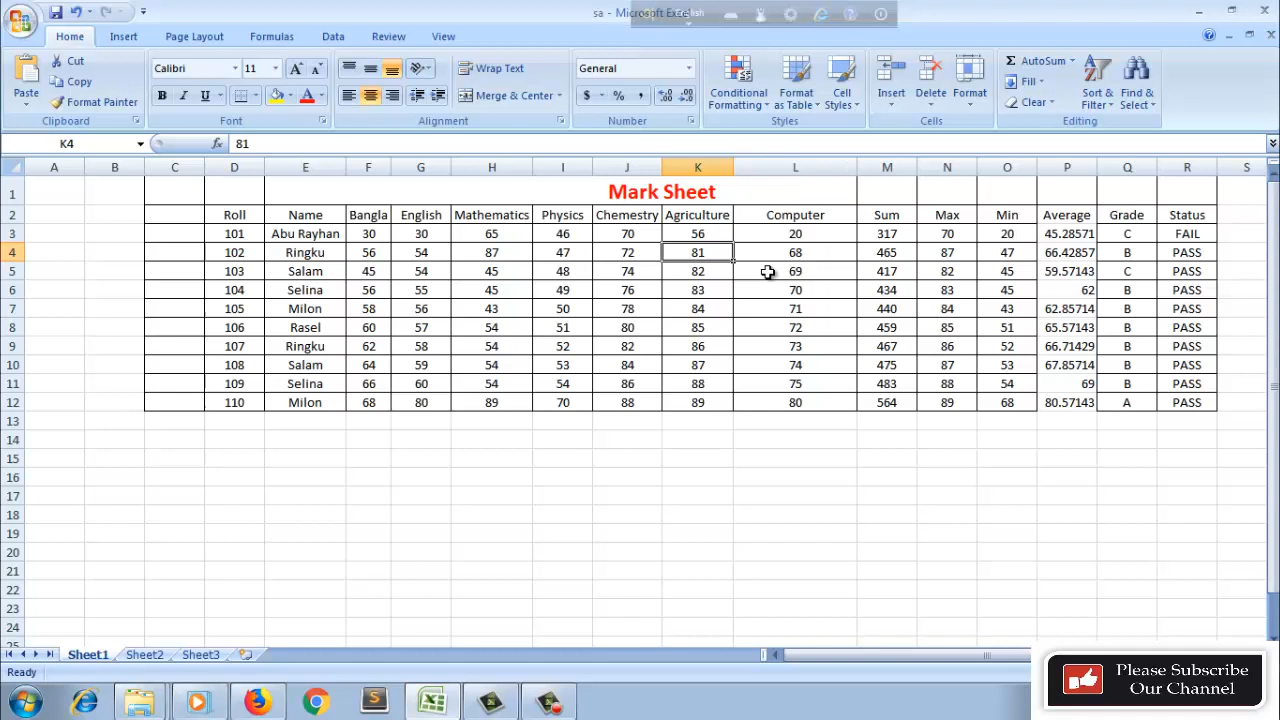 sa - Microsoft Excel
English
Home Insert Page Layout Formulas Data Review View
Paste
Cut
Copy
Format Painter
Clipboard
Calibri 11
B I U
Font
Wrap Text
Merge & Center
Alignment
General
$ % ,
Number
Conditional Formatting
Format as Table
Cell Styles
Styles
Insert Delete Format
Cells
Σ AutoSum
Fill
Clear
Sort & Filter
Find & Select
Editing
K4 fx 81
A B C D E F G H I J K L M N O P Q R S
1 Mark Sheet
2 Roll Name Bangla English Mathematics Physics Chemestry Agriculture Computer Sum Max Min Average Grade Status
3 101 Abu Rayhan 30 30 65 46 70 56 20 317 70 20 45.28571 C FAIL
4 102 Ringku 56 54 87 47 72 81 68 465 87 47 66.42857 B PASS
5 103 Salam 45 54 45 48 74 82 69 417 82 45 59.57143 C PASS
6 104 Selina 56 55 45 49 76 83 70 434 83 45 62 B PASS
7 105 Milon 58 56 43 50 78 84 71 440 84 43 62.85714 B PASS
8 106 Rasel 60 57 54 51 80 85 72 459 85 51 65.57143 B PASS
9 107 Ringku 62 58 54 52 82 86 73 467 86 52 66.71429 B PASS
10 108 Salam 64 59 54 53 84 87 74 475 87 53 67.85714 B PASS
11 109 Selina 66 60 54 54 86 88 75 483 88 54 69 B PASS
12 110 Milon 68 80 89 70 88 89 80 564 89 68 80.57143 A PASS
13
14
15
16
17
18
19
20
21
22
23
24
25
Sheet1 Sheet2 Sheet3
Ready
Please Subscribe
Our Channel